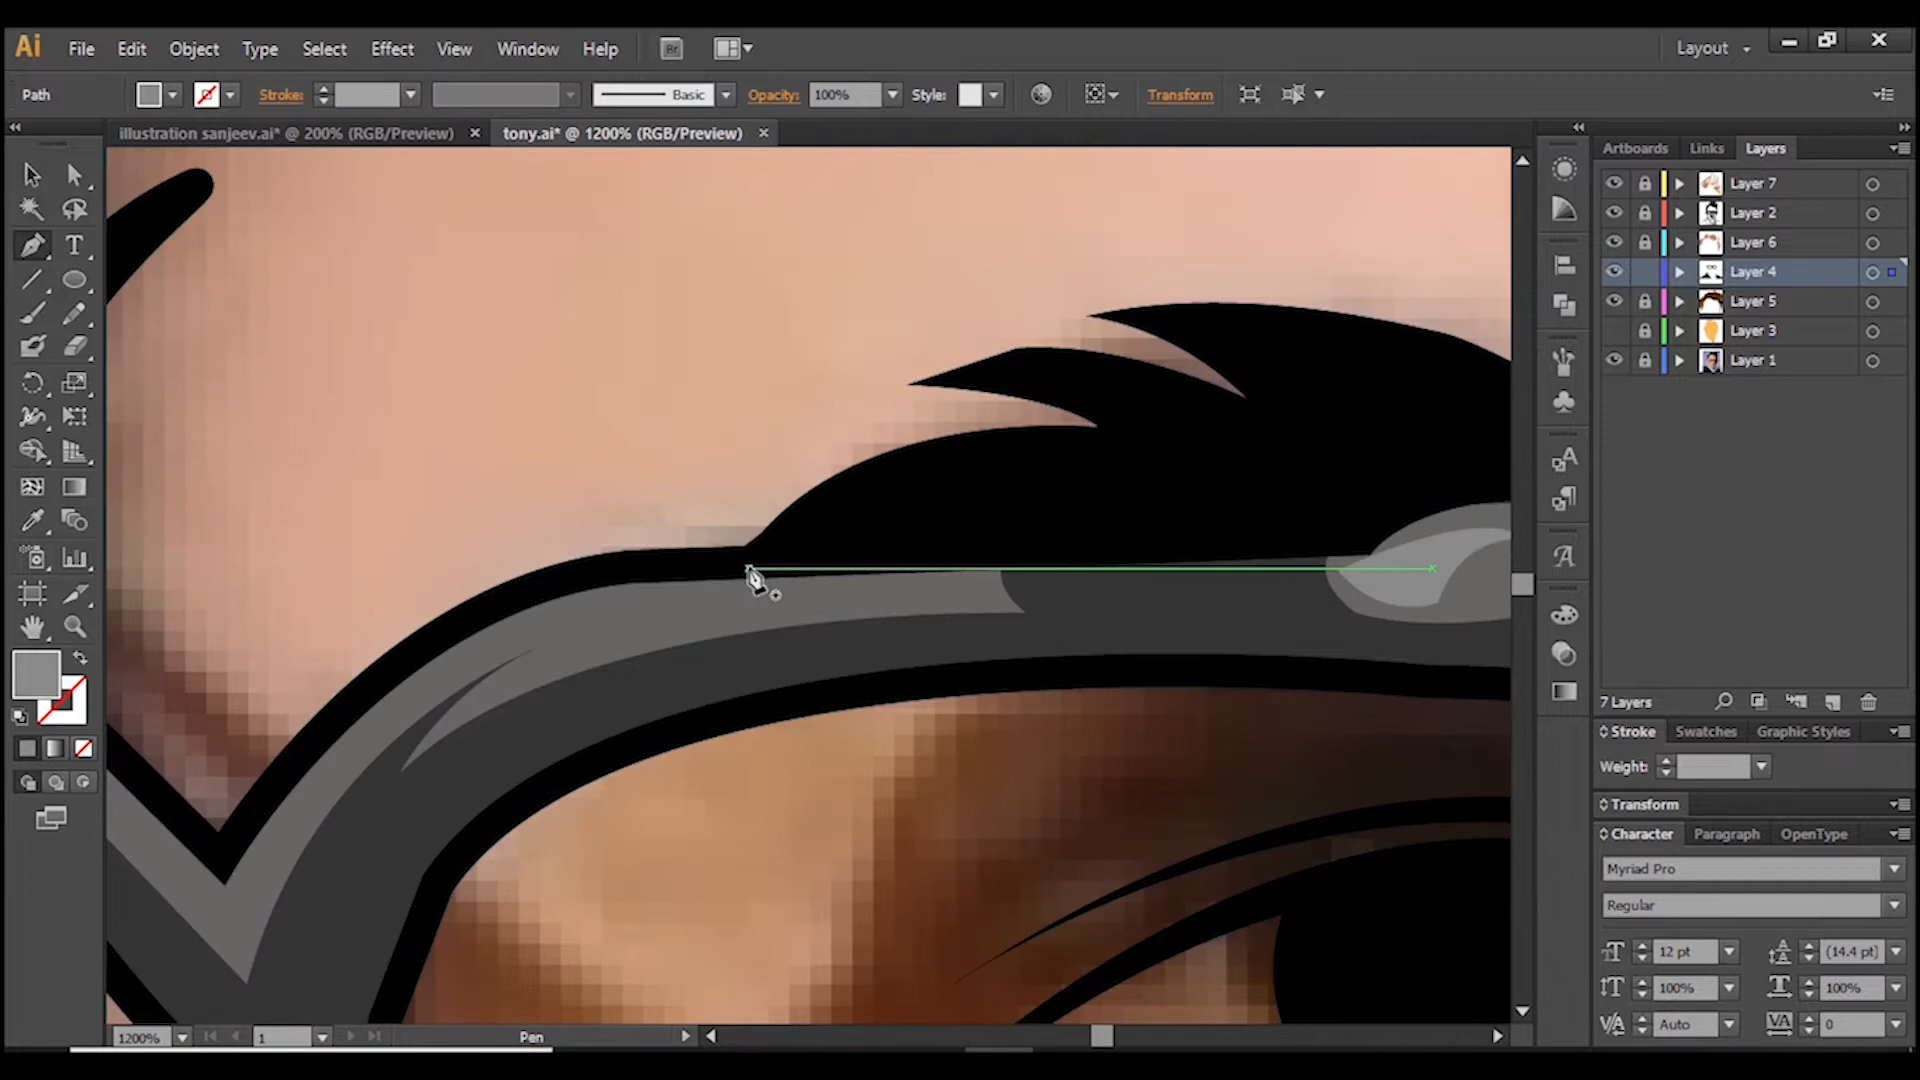 Ai File Edit Object Type Select Effect View Window Help Br Layout
Path Stroke: Basic Opacity: 100% Style: Transform
illustration sanjeev.ai* @ 200% (RGB/Preview) tony.ai* @ 1200% (RGB/Preview)
Artboards Links Layers
Layer 7
Layer 2
Layer 6
Layer 4
Layer 5
Layer 3
Layer 1
7 Layers
Stroke Swatches Graphic Styles
Weight:
Transform
Character Paragraph OpenType
Myriad Pro
Regular
12 pt (14.4 pt)
100% 100%
Auto 0
1200% 1 Pen